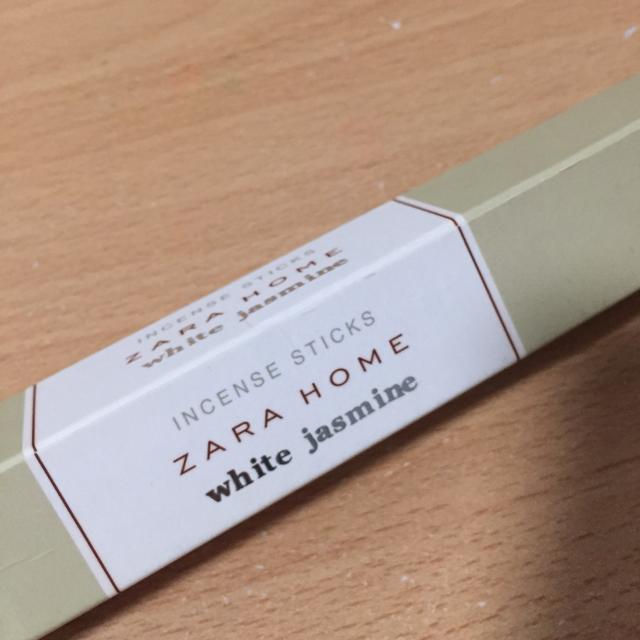 INCENSE STICKS
ZARA HOME
white jasmine
INCENSE STICKS
ZARA HOME
white jasmine